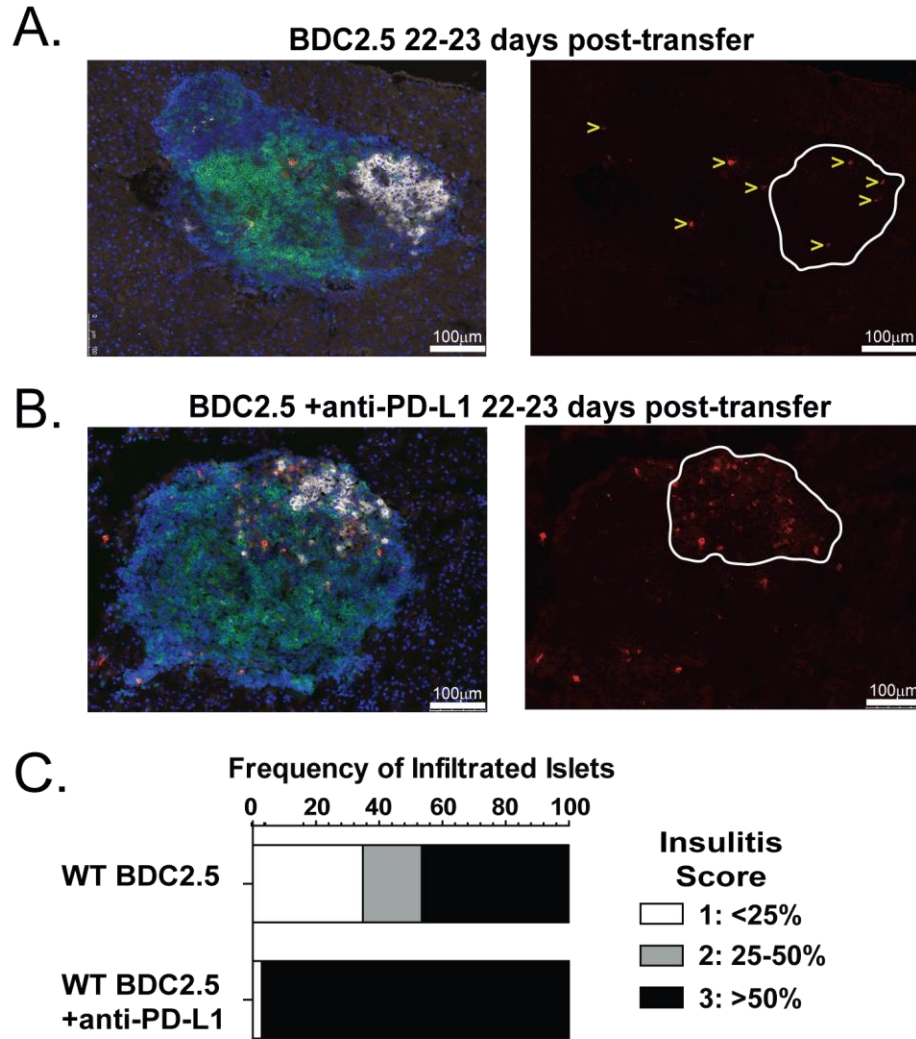 A.
BDC2.5 22-23 days post-transfer
100µm
100µm
B.
BDC2.5 +anti-PD-L1 22-23 days post-transfer
100µm
100µm
C.
Frequency of Infiltrated Islets
0 20 40 60 80 100
WT BDC2.5
WT BDC2.5
+anti-PD-L1
Insulitis
Score
1: <25%
2: 25-50%
3: >50%